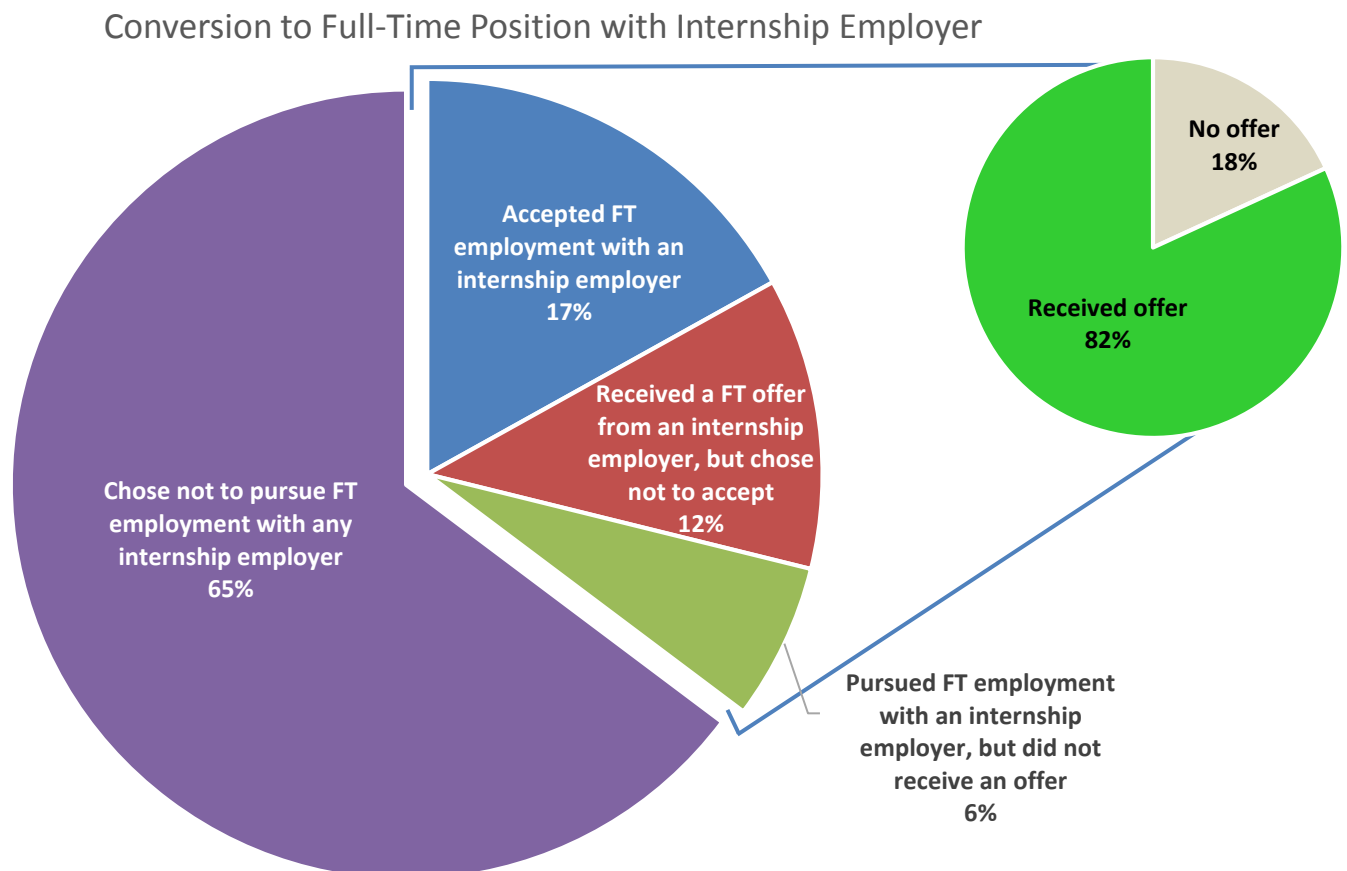 Conversion to Full-Time Position with Internship Employer
No offer
18%
Accepted FT
employment with an
internship employer
17%
Received offer
82%
Received a FT offer
from an internship
employer, but chose
not to accept
12%
Chose not to pursue FT
employment with any
internship employer
65%
Pursued FT employment
with an internship
employer, but did not
receive an offer
6%